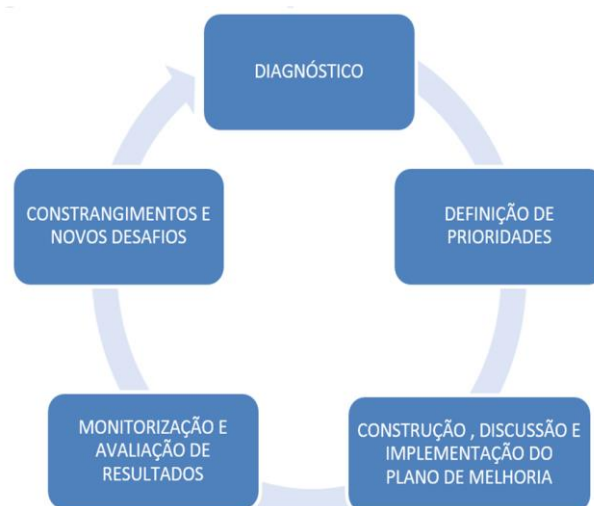 DIAGNÓSTICO
DEFINIÇÃO DE
PRIORIDADES
CONSTRUÇÃO , DISCUSSÃO E
IMPLEMENTAÇÃO DO
PLANO DE MELHORIA
MONITORIZAÇÃO E
AVALIAÇÃO DE
RESULTADOS
CONSTRANGIMENTOS E
NOVOS DESAFIOS